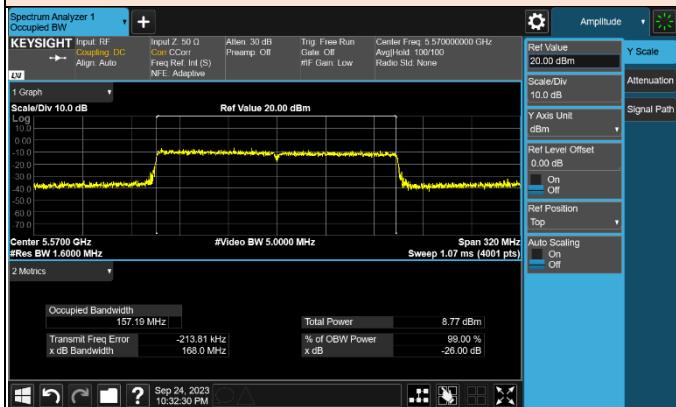 Spectrum Analyzer 1
Occupied BW
Amplitude
KEYSIGHT
Input: RF
Coupling: DC
Align: Auto
Input Z: 50 Ω
Corr CCorr
Freq Ref: Int (S)
NFE: Adaptive
Atten: 30 dB
Preamp: Off
Trig: Free Run
Gate: Off
#IF Gain: Low
Center Freq: 5.570000000 GHz
Avg|Hold: 100/100
Radio Std: None
LXI
1 Graph
Scale/Div 10.0 dB
Ref Value 20.00 dBm
Log
10.0
0.00
-10.0
-20.0
-30.0
-40.0
-50.0
-60.0
-70.0
Center 5.5700 GHz
#Video BW 5.0000 MHz
Span 320 MHz
#Res BW 1.6000 MHz
Sweep 1.07 ms (4001 pts)
2 Metrics
Occupied Bandwidth
157.19 MHz
Total Power 8.77 dBm
Transmit Freq Error -213.81 kHz
% of OBW Power 99.00 %
x dB Bandwidth 168.0 MHz
x dB -26.00 dB
Sep 24, 2023
10:32:30 PM
?
Ref Value
20.00 dBm
Scale/Div
10.0 dB
Y Axis Unit
dBm
Ref Level Offset
0.00 dB
On
Off
Ref Position
Top
Auto Scaling
On
Off
Y Scale
Attenuation
Signal Path